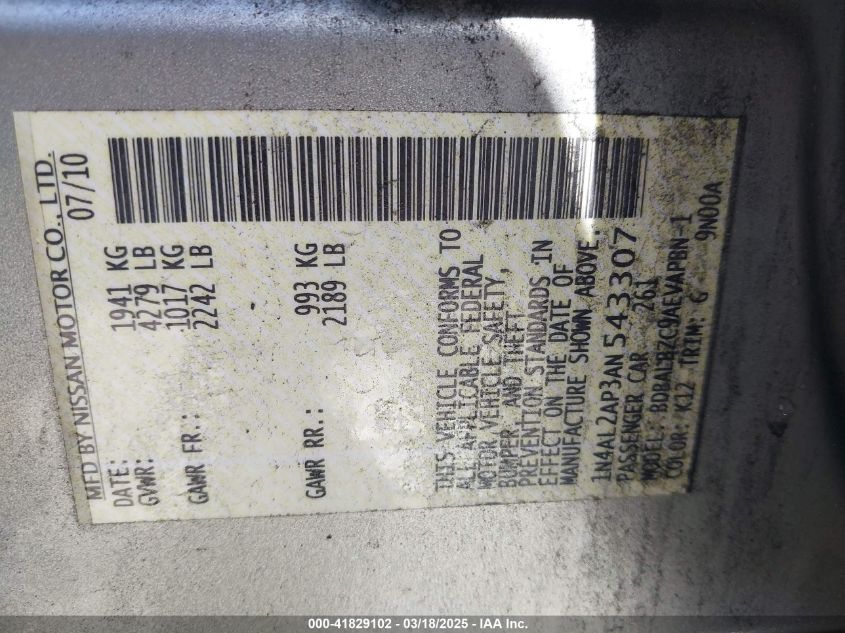 MFD BY NISSAN MOTOR CO., LTD.
DATE: 07/10
GVWR: 1941 KG
4279 LB
GAWR FR.: 1017 KG
2242 LB
GAWR RR.: 993 KG
2189 LB
THIS VEHICLE CONFORMS TO
ALL APPLICABLE FEDERAL
MOTOR VEHICLE SAFETY,
BUMPER, AND THEFT
PREVENTION STANDARDS IN
EFFECT ON THE DATE OF
MANUFACTURE SHOWN ABOVE.
1N4AL2AP3AN543307
PASSENGER CAR 261
MODEL: BDBALHZC9AEVAPBN-1
COLOR: K12 TRIM: G 9N00A
000-41829102 - 03/18/2025 - IAA Inc.